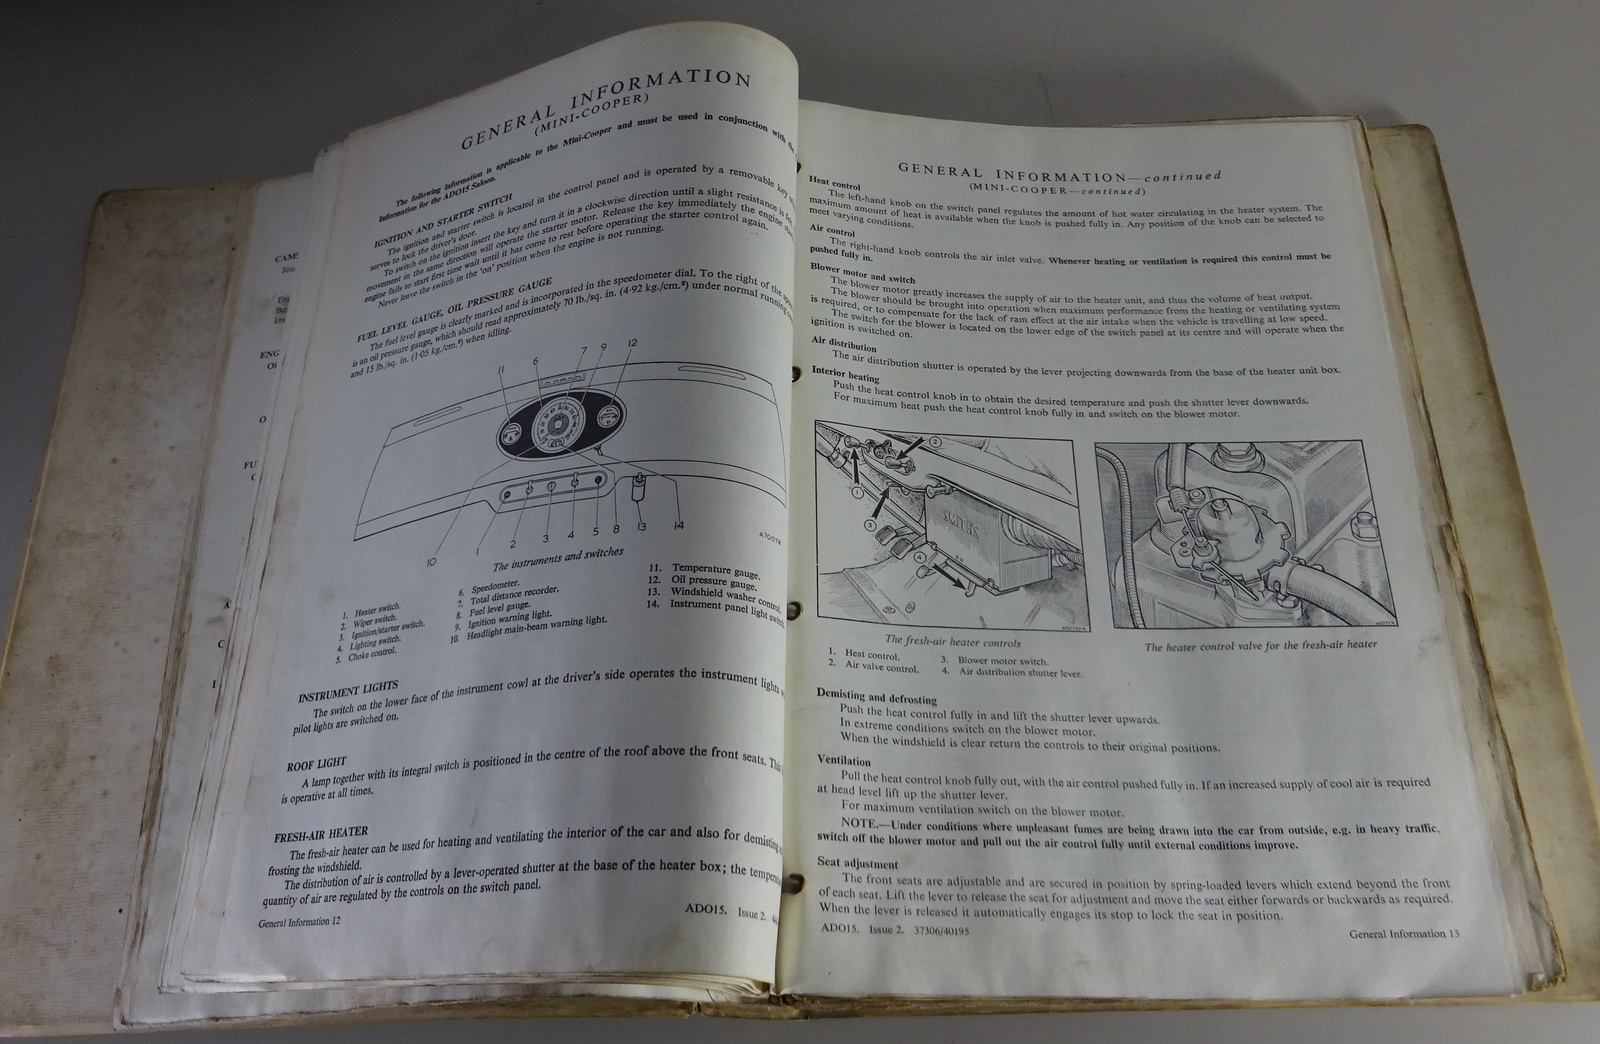 CAM
You
ENG
O
FU
A
C
I
GENERAL INFORMATION
(MINI-COOPER)
The following information is applicable to the Mini-Cooper and must be used in conjunction with
Information for the ADO15 Saloon.
IGNITION AND STARTER SWITCH
The ignition and starter switch is located in the control panel and is operated by a removable key
serves to lock the driver's door.
To switch on the ignition insert the key and turn it in a clockwise direction until a slight resistance is
movement in the same direction will operate the starter motor. Release the key immediately the engine
engine fails to start first time wait until it has come to rest before operating the starter control again.
Never leave the switch in the 'on' position when the engine is not running.
FUEL LEVEL GAUGE, OIL PRESSURE GAUGE
The fuel level gauge is clearly marked and is incorporated in the speedometer dial. To the right of the
is an oil pressure gauge, which should read approximately 70 lb./sq. in. (4·92 kg./cm.²) under normal running
and 15 lb./sq. in. (1·05 kg./cm.²) when idling.
11 6 7 9 12
10 1 2 3 4 5 8 13 14
A7007W
The instruments and switches
1. Heater switch.
2. Wiper switch.
3. Ignition/starter switch.
4. Lighting switch.
5. Choke control.
6. Speedometer.
7. Total distance recorder.
8. Fuel level gauge.
9. Ignition warning light.
10. Headlight main-beam warning light.
11. Temperature gauge.
12. Oil pressure gauge.
13. Windshield washer control.
14. Instrument panel light switch
INSTRUMENT LIGHTS
The switch on the lower face of the instrument cowl at the driver's side operates the instrument lights
pilot lights are switched on.
ROOF LIGHT
A lamp together with its integral switch is positioned in the centre of the roof above the front seats. This
is operative at all times.
FRESH-AIR HEATER
The fresh-air heater can be used for heating and ventilating the interior of the car and also for demisting
frosting the windshield.
The distribution of air is controlled by a lever-operated shutter at the base of the heater box; the
quantity of air are regulated by the controls on the switch panel.
General Information 12
ADO15. Issue 2.
GENERAL INFORMATION—continued
(MINI-COOPER—continued)
Heat control
The left-hand knob on the switch panel regulates the amount of hot water circulating in the heater system. The
maximum amount of heat is available when the knob is pushed fully in. Any position of the knob can be selected to
meet varying conditions.
Air control
The right-hand knob controls the air inlet valve. Whenever heating or ventilation is required this control must be
pushed fully in.
Blower motor and switch
The blower motor greatly increases the supply of air to the heater unit, and thus the volume of heat output.
The blower should be brought into operation when maximum performance from the heating or ventilating system
is required, or to compensate for the lack of ram effect at the air intake when the vehicle is travelling at low speed.
The switch for the blower is located on the lower edge of the switch panel at its centre and will operate when the
ignition is switched on.
Air distribution
The air distribution shutter is operated by the lever projecting downwards from the base of the heater unit box.
Interior heating
Push the heat control knob in to obtain the desired temperature and push the shutter lever downwards.
For maximum heat push the heat control knob fully in and switch on the blower motor.
2
1
3
4
SMITHS
The fresh-air heater controls
1. Heat control.
2. Air valve control.
3. Blower motor switch.
4. Air distribution shutter lever.
The heater control valve for the fresh-air heater
Demisting and defrosting
Push the heat control fully in and lift the shutter lever upwards.
In extreme conditions switch on the blower motor.
When the windshield is clear return the controls to their original positions.
Ventilation
Pull the heat control knob fully out, with the air control pushed fully in. If an increased supply of cool air is required
at head level lift up the shutter lever.
For maximum ventilation switch on the blower motor.
NOTE.—Under conditions where unpleasant fumes are being drawn into the car from outside, e.g. in heavy traffic,
switch off the blower motor and pull out the air control fully until external conditions improve.
Seat adjustment
The front seats are adjustable and are secured in position by spring-loaded levers which extend beyond the front
of each seat. Lift the lever to release the seat for adjustment and move the seat either forwards or backwards as required.
When the lever is released it automatically engages its stop to lock the seat in position.
ADO15. Issue 2. 37306/40195
General Information 13